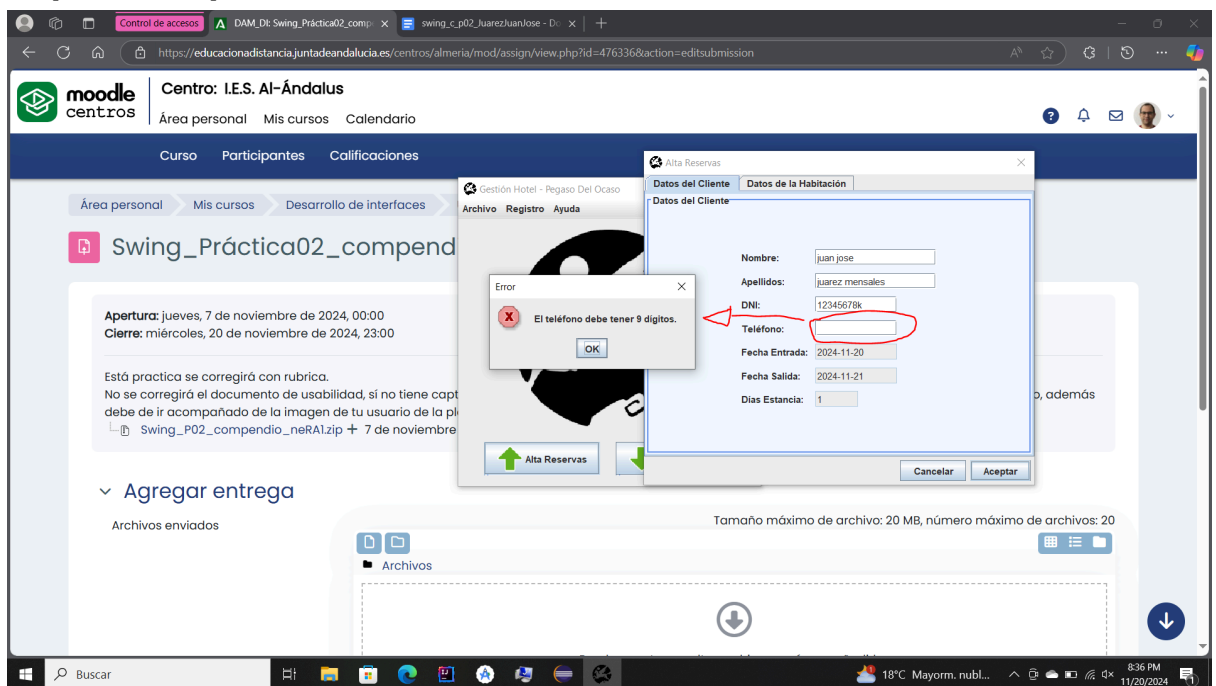 Control de accesos
DAM_DI: Swing_Práctica02_comp
swing_c_p02_JuarezJuanJose - Do
https://educacionadistancia.juntadeandalucia.es/centros/almeria/mod/assign/view.php?id=476336&action=editsubmission
moodle
centros
Centro: I.E.S. Al-Ándalus
Área personal Mis cursos Calendario
Curso Participantes Calificaciones
Área personal Mis cursos Desarrollo de interfaces
Swing_Práctica02_compend
Apertura: jueves, 7 de noviembre de 2024, 00:00
Cierre: miércoles, 20 de noviembre de 2024, 23:00
Está practica se corregirá con rubrica.
No se corregirá el documento de usabilidad, sí no tiene capt
o, además
debe de ir acompañado de la imagen de tu usuario de la pl
Swing_P02_compendio_neRA1.zip + 7 de noviembre
Gestión Hotel - Pegaso Del Ocaso
Archivo Registro Ayuda
Alta Reservas
Error
El teléfono debe tener 9 dígitos.
OK
Alta Reservas
Datos del Cliente Datos de la Habitación
Datos del Cliente
Nombre: juan jose
Apellidos: juarez mensales
DNI: 12345678k
Teléfono:
Fecha Entrada: 2024-11-20
Fecha Salida: 2024-11-21
Días Estancia: 1
Cancelar Aceptar
Agregar entrega
Archivos enviados
Tamaño máximo de archivo: 20 MB, número máximo de archivos: 20
Archivos
Buscar
18°C Mayorm. nubl...
8:36 PM
11/20/2024